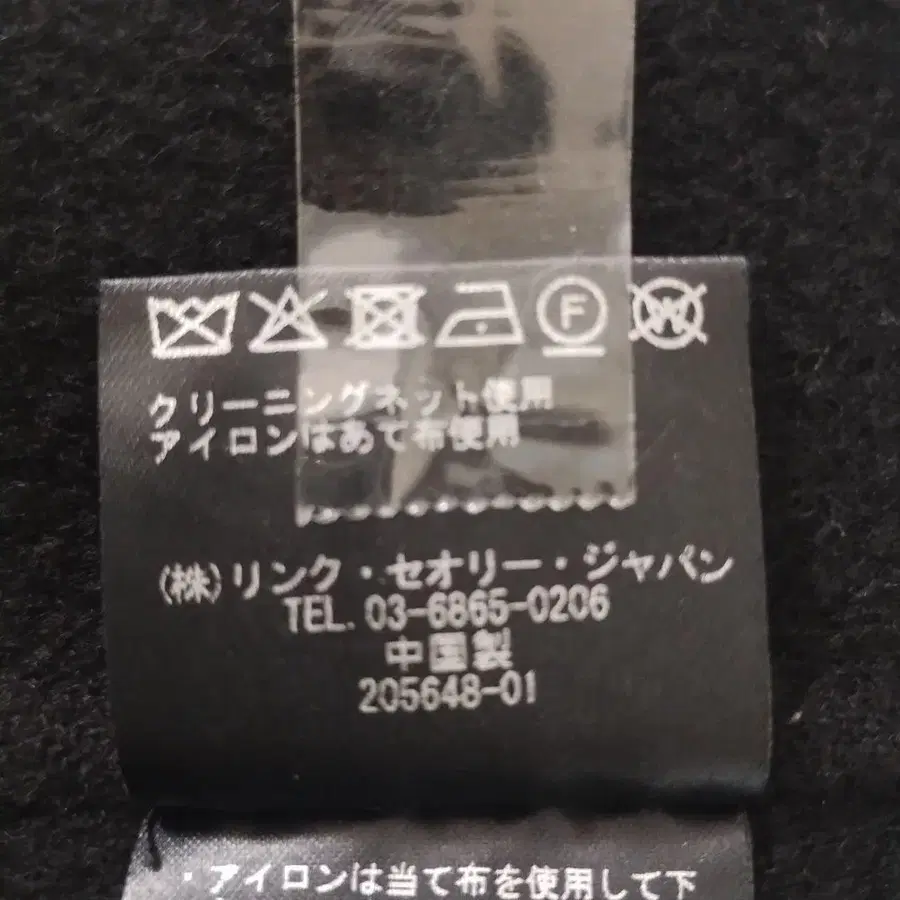 F W
クリーニングネット使用
アイロンはあて布使用
(株)リンク・セオリー・ジャパン
TEL. 03-6865-0206
中国製
205648-01
・アイロンは当て布を使用して下